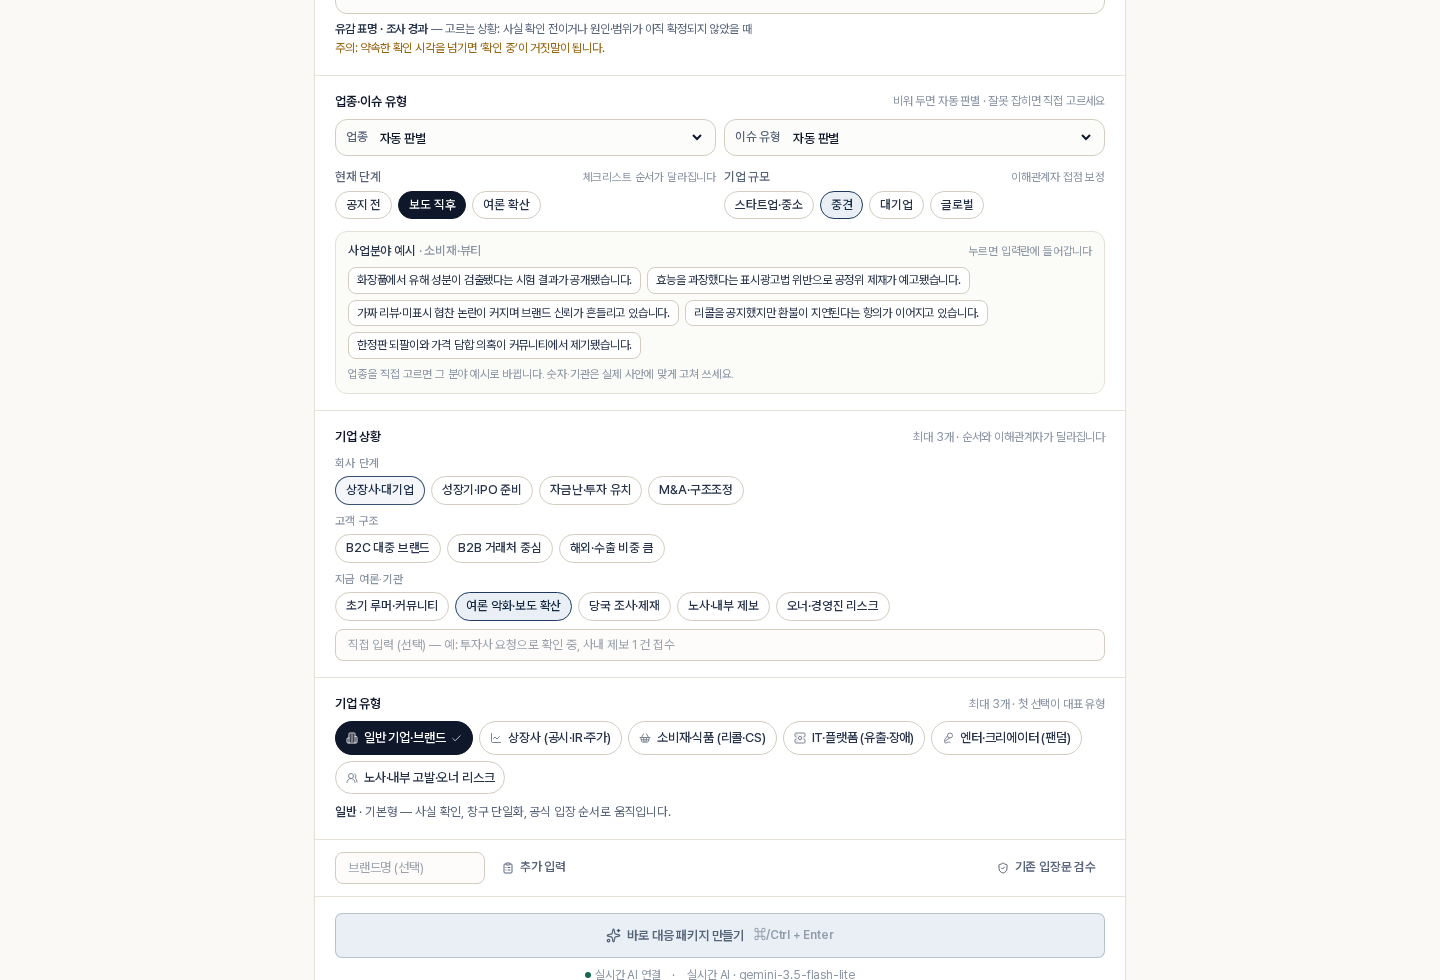 유감 표명 · 조사 경과 — 고르는 상황: 사실 확인 전이거나 원인·범위가 아직 확정되지 않았을 때
주의: 약속한 확인 시각을 넘기면 ‘확인 중’이 거짓말이 됩니다.
업종·이슈 유형 비워 두면 자동 판별 · 잘못 잡히면 직접 고르세요
업종 자동 판별 이슈 유형 자동 판별
현재 단계 체크리스트 순서가 달라집니다 기업 규모 이해관계자 접점 보정
공지 전 보도 직후 여론 확산 스타트업·중소 중견 대기업 글로벌
사업분야 예시 · 소비재·뷰티 누르면 입력란에 들어갑니다
화장품에서 유해 성분이 검출됐다는 시험 결과가 공개됐습니다. 효능을 과장했다는 표시광고법 위반으로 공정위 제재가 예고됐습니다.
가짜 리뷰·미표시 협찬 논란이 커지며 브랜드 신뢰가 흔들리고 있습니다. 리콜을 공지했지만 환불이 지연된다는 항의가 이어지고 있습니다.
한정판 되팔이와 가격 담합 의혹이 커뮤니티에서 제기됐습니다.
업종을 직접 고르면 그 분야 예시로 바뀝니다. 숫자·기관은 실제 사안에 맞게 고쳐 쓰세요.
기업 상황 최대 3개 · 순서와 이해관계자가 달라집니다
회사 단계
상장사·대기업 성장기·IPO 준비 자금난·투자 유치 M&A·구조조정
고객 구조
B2C 대중 브랜드 B2B 거래처 중심 해외·수출 비중 큼
지금 여론·기관
초기 루머·커뮤니티 여론 악화·보도 확산 당국 조사·제재 노사·내부 제보 오너·경영진 리스크
직접 입력 (선택) — 예: 투자사 요청으로 확인 중, 사내 제보 1건 접수
기업 유형 최대 3개 · 첫 선택이 대표 유형
일반 기업·브랜드 상장사 (공시·IR·주가) 소비재·식품 (리콜·CS) IT·플랫폼 (유출·장애) 엔터·크리에이터 (팬덤)
노사·내부 고발·오너 리스크
일반 · 기본형 — 사실 확인, 창구 단일화, 공식 입장 순서로 움직입니다.
브랜드명 (선택) 추가 입력 기존 입장문 검수
바로 대응 패키지 만들기 ⌘/Ctrl + Enter
실시간 AI 연결 · 실시간 AI · gemini-3.5-flash-lite